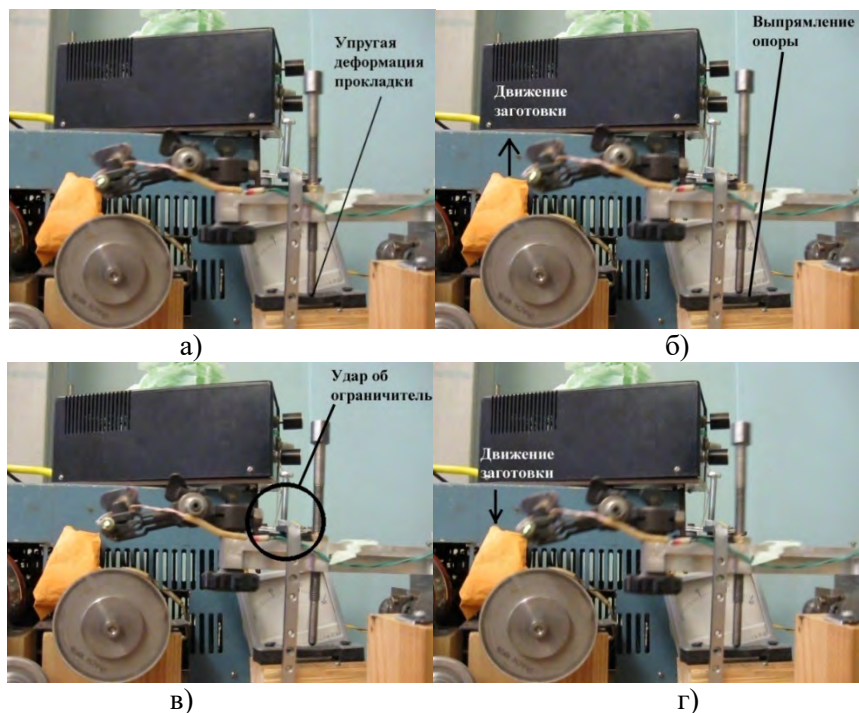 Упругая
деформация
прокладки
Движение
заготовки
Выпрямление
опоры
а)
б)
Удар об
ограничитель
Движение
заготовки
в)
г)